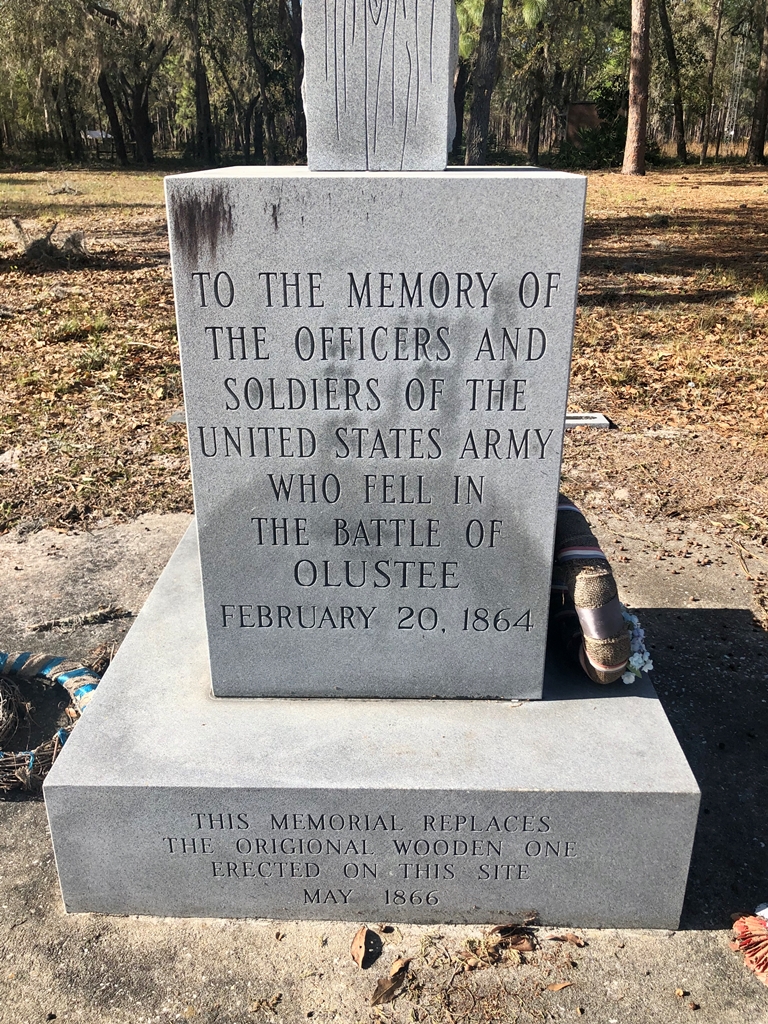 TO THE MEMORY OF
THE OFFICERS AND
SOLDIERS OF THE
UNITED STATES ARMY
WHO FELL IN
THE BATTLE OF
OLUSTEE
FEBRUARY 20, 1864
THIS MEMORIAL REPLACES
THE ORIGIONAL WOODEN ONE
ERECTED ON THIS SITE
MAY 1866